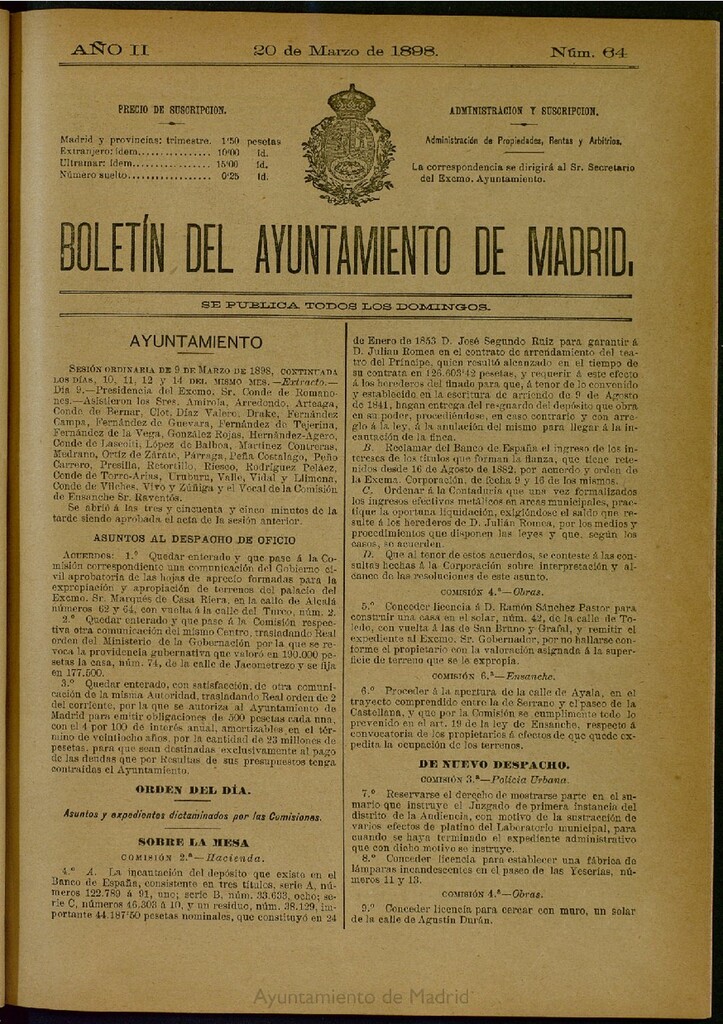 AÑO II
20 de Marzo de 1898.
Núm. 64
PRECIO DE SUSCRIPCION.
Madrid y provincias: trimestre. 1'50 pesetas
Extranjero: ídem............... 10'00 íd.
Ultramar: ídem................ 15'00 íd.
Número suelto................. 0'25 íd.
ADMINISTRACION Y SUSCRIPCION.
Administración de Propiedades, Rentas y Arbitrios.
La correspondencia se dirigirá al Sr. Secretario
del Excmo. Ayuntamiento.
BOLETÍN DEL AYUNTAMIENTO DE MADRID.
SE PUBLICA TODOS LOS DOMINGOS.
AYUNTAMIENTO
SESIÓN ORDINARIA DE 9 DE MARZO DE 1898, CONTINUADA
LOS DÍAS, 10, 11, 12 Y 14 DEL MISMO MES.—Extracto.—
Día 9.—Presidencia del Excmo. Sr. Conde de Romano-
nes.—Asistieron los Sres. Amírola, Arredondo, Arteaga,
Conde de Bernar, Clot, Díaz Valero, Drake, Fernández
Campa, Fernández de Guevara, Fernández de Tejerina,
Fernández de la Vega, González Rojas, Hernández-Agero,
Conde de Lascoiti, López de Balboa, Martínez Contreras,
Medrano, Ortiz de Zárate, Párraga, Peña Costalago, Peño
Carrero, Presilla, Retortillo, Riesco, Rodríguez Peláez,
Conde de Torre-Arias, Uruburu, Valle, Vidal y Llimona,
Conde de Vilches, Vivo y Zúñiga y el Vocal de la Comisión
de Ensanche Sr. Raventós.
Se abrió á las tres y cincuenta y cinco minutos de la
tarde siendo aprobada el acta de la sesión anterior.
ASUNTOS AL DESPACHO DE OFICIO
ACUERDOS: 1.° Quedar enterado y que pase á la Co-
misión correspondiente una comunicación del Gobierno ci-
vil aprobatoria de las hojas de aprecio formadas para la
expropiación y apropiación de terrenos del palacio del
Excmo. Sr. Marqués de Casa Riera, en la calle de Alcalá
números 62 y 64, con vuelta á la calle del Turco, núm. 2.
2.° Quedar enterado y que pase á la Comisión respec-
tiva otra comunicación del mismo Centro, trasladando Real
orden del Ministerio de la Gobernación por la que se re-
voca la providencia gubernativa que valoró en 190.000 pe-
setas la casa, núm. 74, de la calle de Jacometrezo y se fija
en 177.500.
3.° Quedar enterado, con satisfacción, de otra comuni-
cación de la misma Autoridad, trasladando Real orden de 2
del corriente, por la que se autoriza al Ayuntamiento de
Madrid para emitir obligaciones de 500 pesetas cada una,
con el 4 por 100 de interés anual, amortizables en el tér-
mino de veintiocho años, por la cantidad de 23 millones de
pesetas, para que sean destinadas exclusivamente al pago
de las deudas que por Resultas de sus presupuestos tenga
contraídas el Ayuntamiento.
ORDEN DEL DÍA.
Asuntos y expedientes dictaminados por las Comisiones.
SOBRE LA MESA
COMISIÓN 2.ª—Hacienda.
4.° A. La incautación del depósito que existe en el
Banco de España, consistente en tres títulos, serie A, nú-
meros 122.789 á 91, uno; serie B, núm. 33.633, ocho; se-
rie C, números 46.303 á 10, y un residuo, núm. 38.129, im-
portante 44.187'50 pesetas nominales, que constituyó en 24
de Enero de 1853 D. José Segundo Ruiz para garantir á
D. Julian Romea en el contrato de arrendamiento del tea-
tro del Príncipe, quien resultó alcanzado en el tiempo de
su contrata en 126.603'42 pesetas, y requerir á este efecto
á los herederos del finado para que, á tenor de lo convenido
y establecido en la escritura de arriendo de 9 de Agosto
de 1841, hagan entrega del resguardo del depósito que obra
en su poder, procediéndose, en caso contrario y con arre-
glo á la ley, á la anulación del mismo para llegar á la in-
cautación de la finca.
B. Reclamar del Banco de España el ingreso de los in-
tereses de los títulos que forman la fianza, que tiene rete-
nidos desde 16 de Agosto de 1882, por acuerdo y orden de
la Excma. Corporación, de fecha 9 y 16 de los mismos.
C. Ordenar á la Contaduría que una vez formalizados
los ingresos efectivos metálicos en arcas municipales, prac-
tique la oportuna liquidación, exigiéndose el saldo que re-
sulte á los herederos de D. Julián Romea, por los medios y
procedimientos que disponen las leyes y que, según los
casos, se acuerden.
D. Que al tenor de estos acuerdos, se conteste á las con-
sultas hechas á la Corporación sobre interpretación y al-
cance de las resoluciones de este asunto.
COMISIÓN 4.ª—Obras.
5.° Conceder licencia á D. Ramón Sánchez Pastor para
construir una casa en el solar, núm. 42, de la calle de To-
ledo, con vuelta á las de San Bruno y Grafal, y remitir el
expediente al Excmo. Sr. Gobernador, por no hallarse con-
forme el propietario con la valoración asignada á la super-
ficie de terreno que se la expropia.
COMISIÓN 6.ª—Ensanche.
6.° Proceder á la apertura de la calle de Ayala, en el
trayecto comprendido entre la de Serrano y el paseo de la
Castellana, y que por la Comisión se cumplimente todo lo
prevenido en el art. 19 de la ley de Ensanche, respecto á
convocatoria de los propietarios á efectos de que quede ex-
pedita la ocupación de los terrenos.
DE NUEVO DESPACHO.
COMISIÓN 3.ª—Policía Urbana.
7.° Reservarse el derecho de mostrarse parte en el su-
mario que instruye el Juzgado de primera instancia del
distrito de la Audiencia, con motivo de la sustracción de
varios efectos de platino del Laboratorio municipal, para
cuando se haya terminado el expediente administrativo
que con dicho motivo se instruye.
8.° Conceder licencia para establecer una fábrica de
lámparas incandescentes en el paseo de las Yeserías,
números 11 y 13.
COMISIÓN 4.ª—Obras.
9.° Conceder licencia para cercar con muro, un solar
de la calle de Agustín Durán.
Ayuntamiento de Madrid